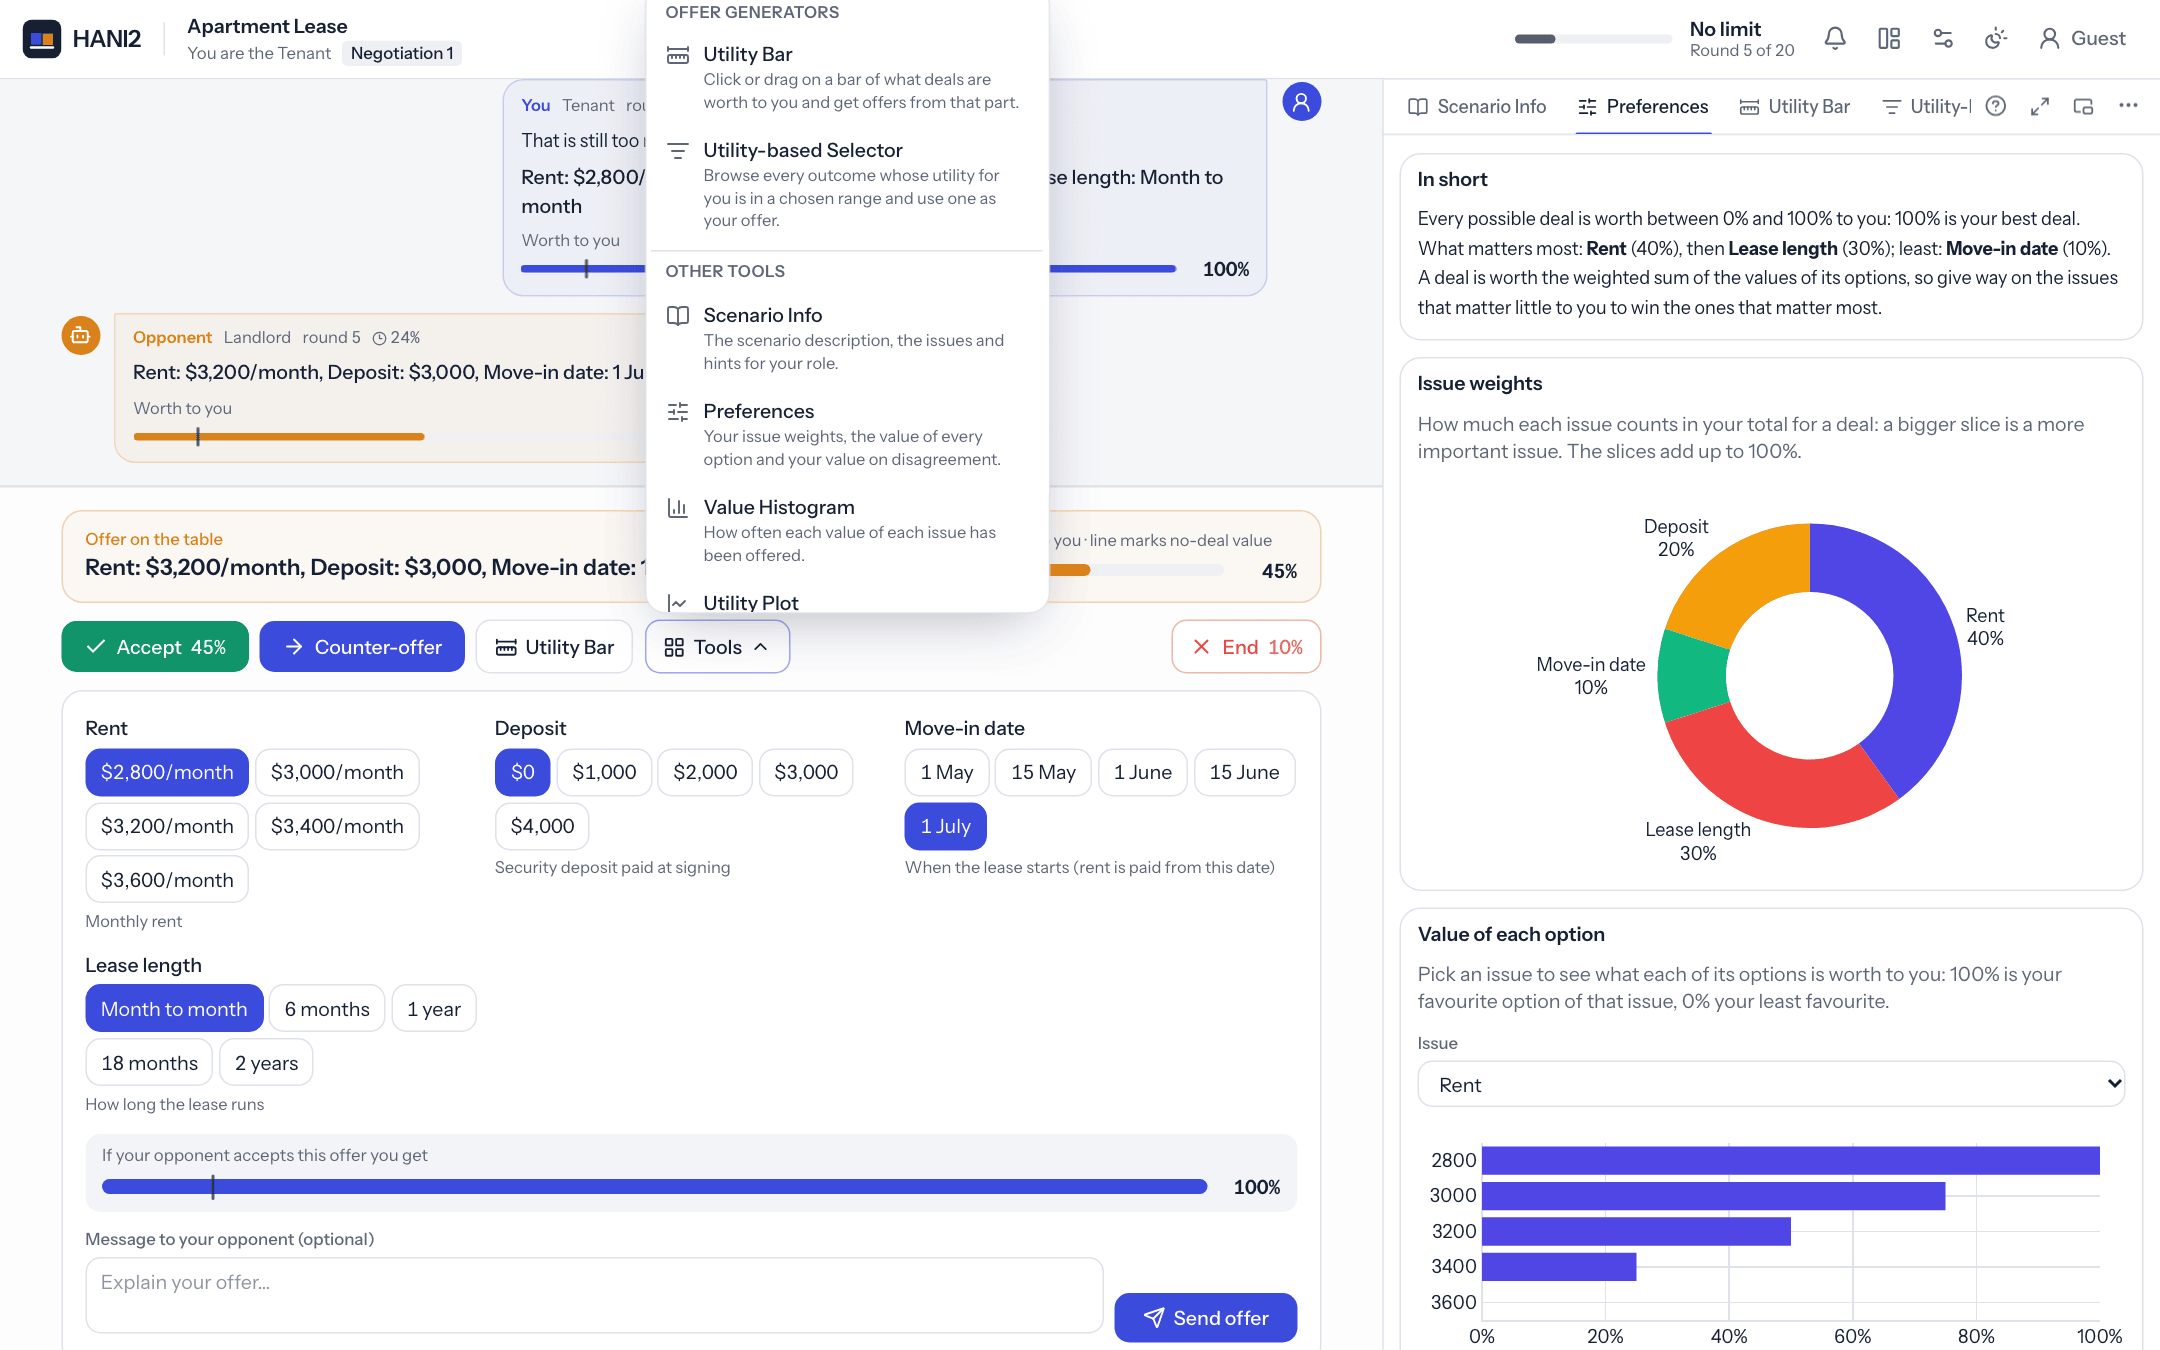 HANI2
Apartment Lease
You are the Tenant Negotiation 1
No limit
Round 5 of 20
Guest
You Tenant
That is still too
Rent: $2,800/
se length: Month to
month
Worth to you
100%
Opponent Landlord round 5 24%
Rent: $3,200/month, Deposit: $3,000, Move-in date: 1 Ju
Worth to you
OFFER GENERATORS
Utility Bar
Click or drag on a bar of what deals are
worth to you and get offers from that part.
Utility-based Selector
Browse every outcome whose utility for
you is in a chosen range and use one as
your offer.
OTHER TOOLS
Scenario Info
The scenario description, the issues and
hints for your role.
Preferences
Your issue weights, the value of every
option and your value on disagreement.
Value Histogram
How often each value of each issue has
been offered.
Utility Plot
Offer on the table
Rent: $3,200/month, Deposit: $3,000, Move-in date:
you · line marks no-deal value
45%
Accept 45%
Counter-offer
Utility Bar
Tools
End 10%
Rent
$2,800/month $3,000/month
$3,200/month $3,400/month
$3,600/month
Monthly rent
Deposit
$0 $1,000 $2,000 $3,000
$4,000
Security deposit paid at signing
Move-in date
1 May 15 May 1 June 15 June
1 July
When the lease starts (rent is paid from this date)
Lease length
Month to month 6 months 1 year
18 months 2 years
How long the lease runs
If your opponent accepts this offer you get
100%
Message to your opponent (optional)
Explain your offer...
Send offer
Scenario Info Preferences Utility Bar Utility-
In short
Every possible deal is worth between 0% and 100% to you: 100% is your best deal.
What matters most: Rent (40%), then Lease length (30%); least: Move-in date (10%).
A deal is worth the weighted sum of the values of its options, so give way on the issues
that matter little to you to win the ones that matter most.
Issue weights
How much each issue counts in your total for a deal: a bigger slice is a more
important issue. The slices add up to 100%.
Deposit
20%
Rent
40%
Move-in date
10%
Lease length
30%
Value of each option
Pick an issue to see what each of its options is worth to you: 100% is your
favourite option of that issue, 0% your least favourite.
Issue
Rent
2800
3000
3200
3400
3600
0% 20% 40% 60% 80% 100%